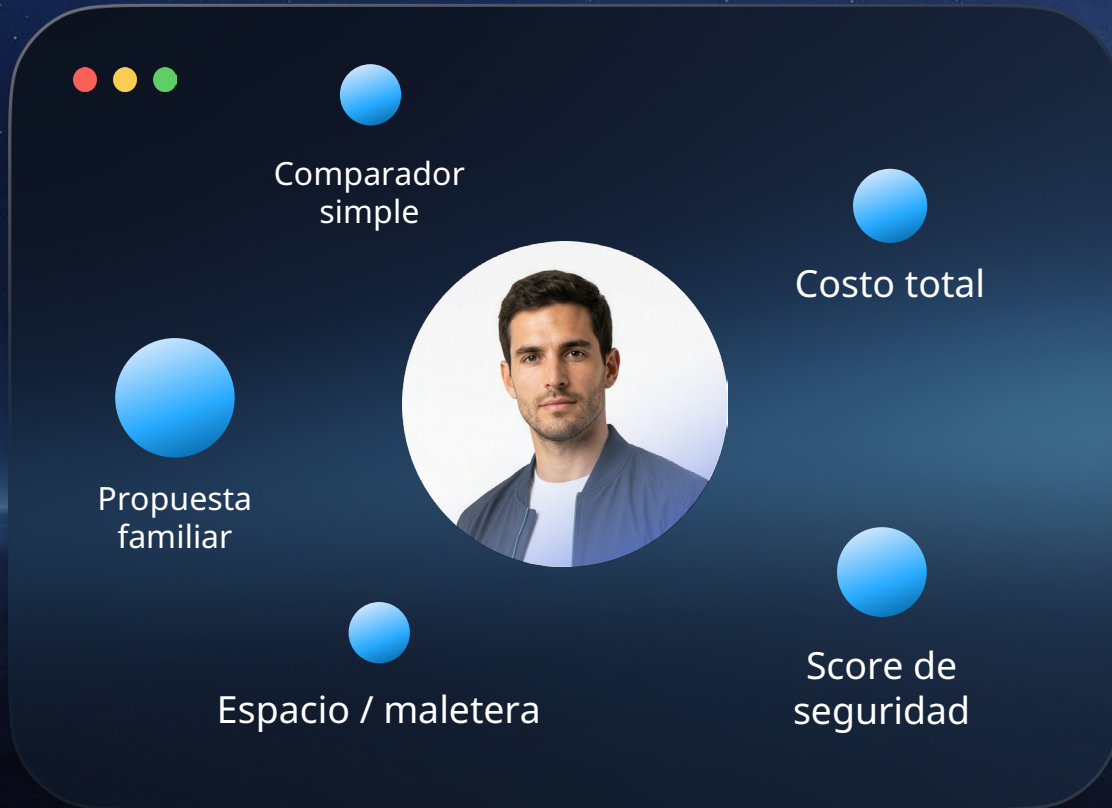 Comparador
simple
Costo total
Propuesta
familiar
Espacio / maletera
Score de
seguridad